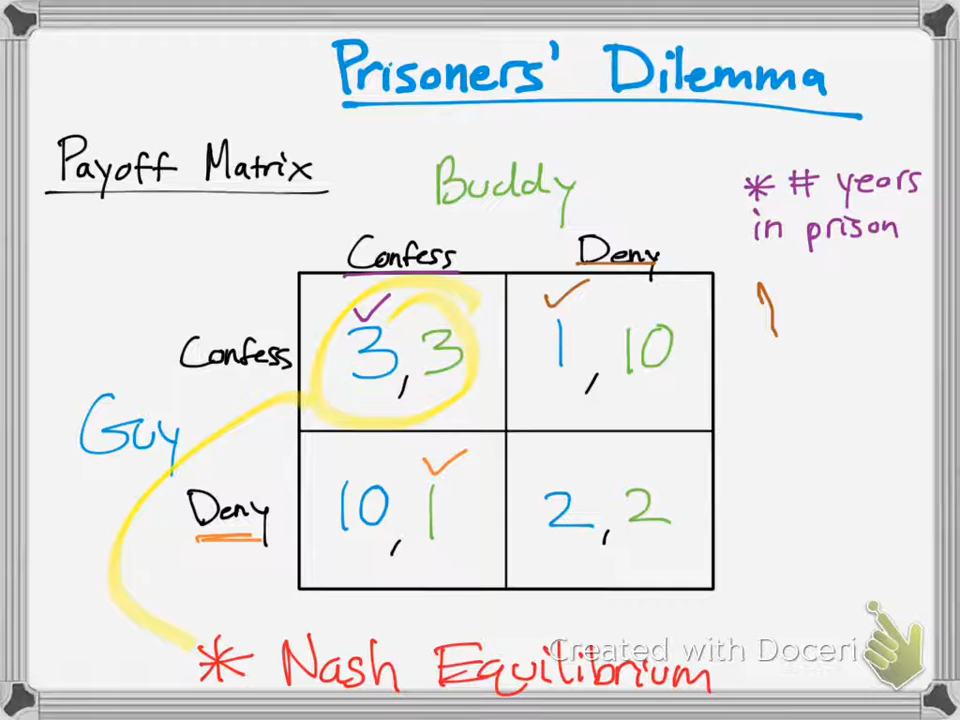 Prisoners' Dilemma
Payoff Matrix
Buddy
* # years
in prison
Confess Deny
Confess 3, 3 1, 10
Guy
Deny 10, 1 2, 2
* Nash Equilibrium
Created with Doceri